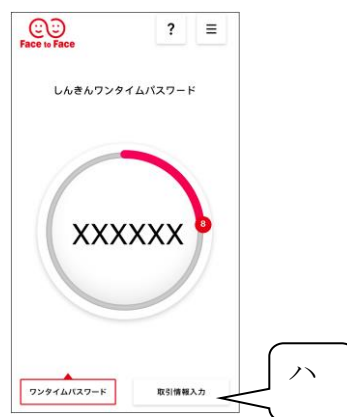 Face to Face
?
しんきんワンタイムパスワード
XXXXXX
8
ワンタイムパスワード
取引情報入力
ハ